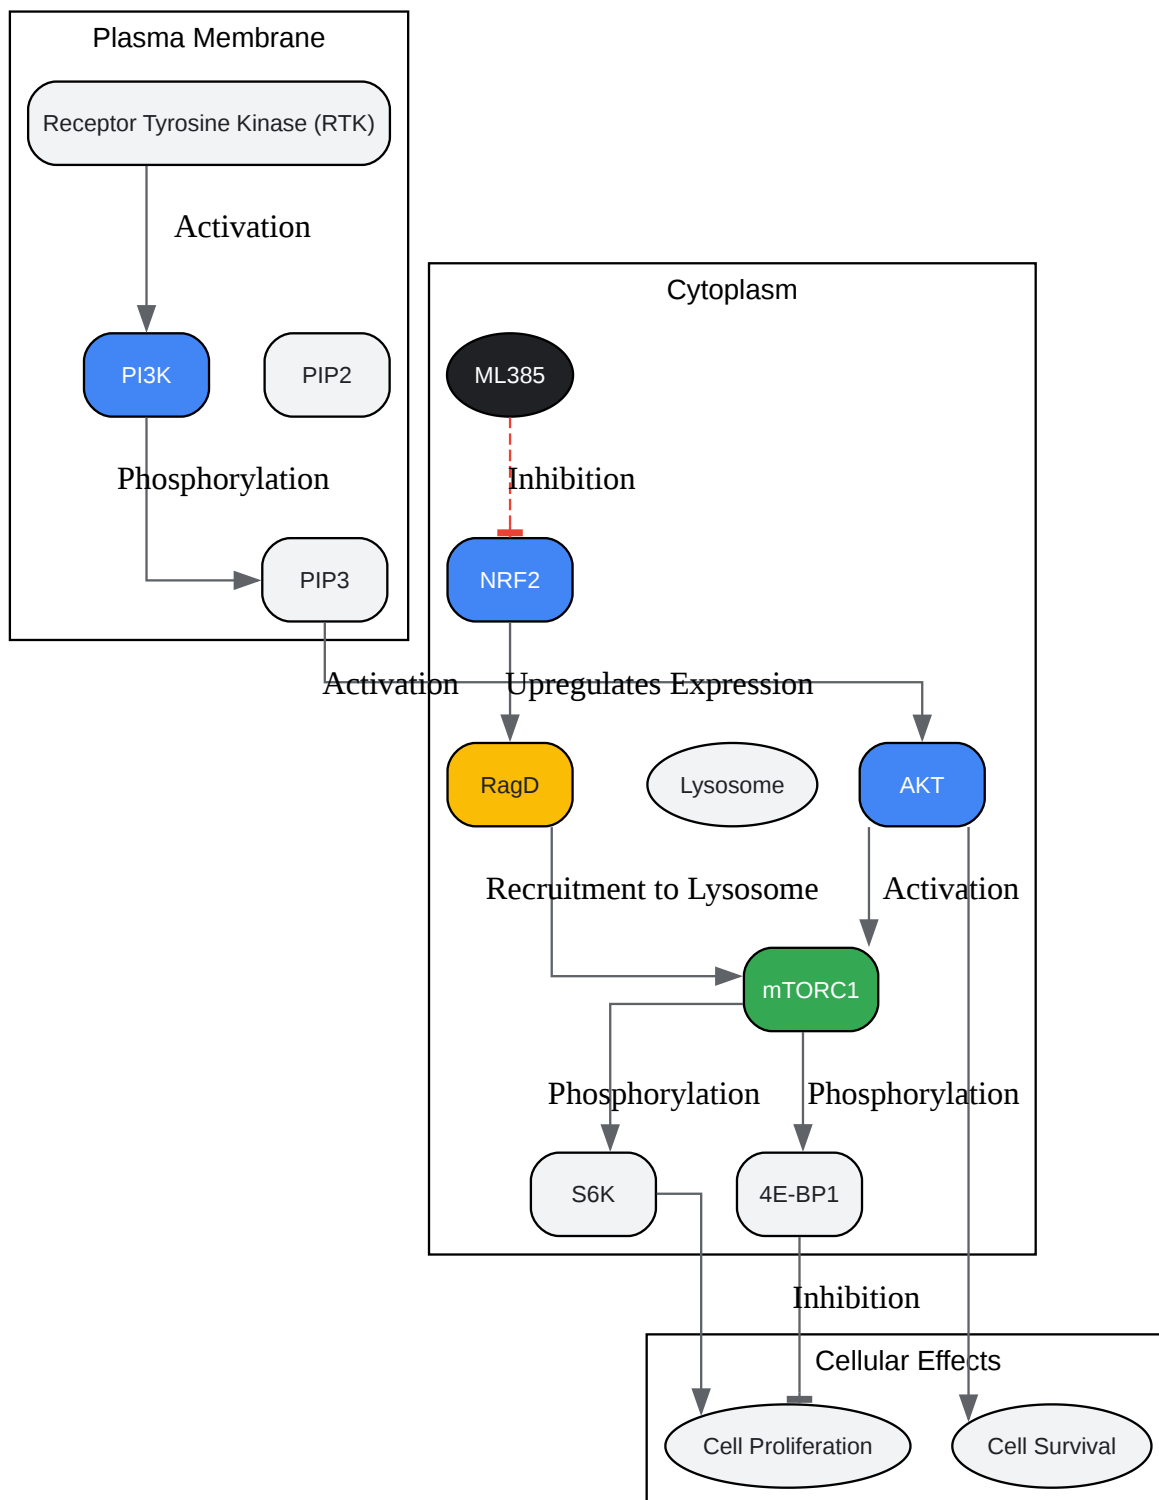 Plasma Membrane
Receptor Tyrosine Kinase (RTK)
Activation
Cytoplasm
PI3K
PIP2
ML385
Phosphorylation
Inhibition
PIP3
NRF2
Activation
Upregulates Expression
RagD
Lysosome
AKT
Recruitment to Lysosome
Activation
mTORC1
Phosphorylation
Phosphorylation
S6K
4E-BP1
Inhibition
Cellular Effects
Cell Proliferation
Cell Survival